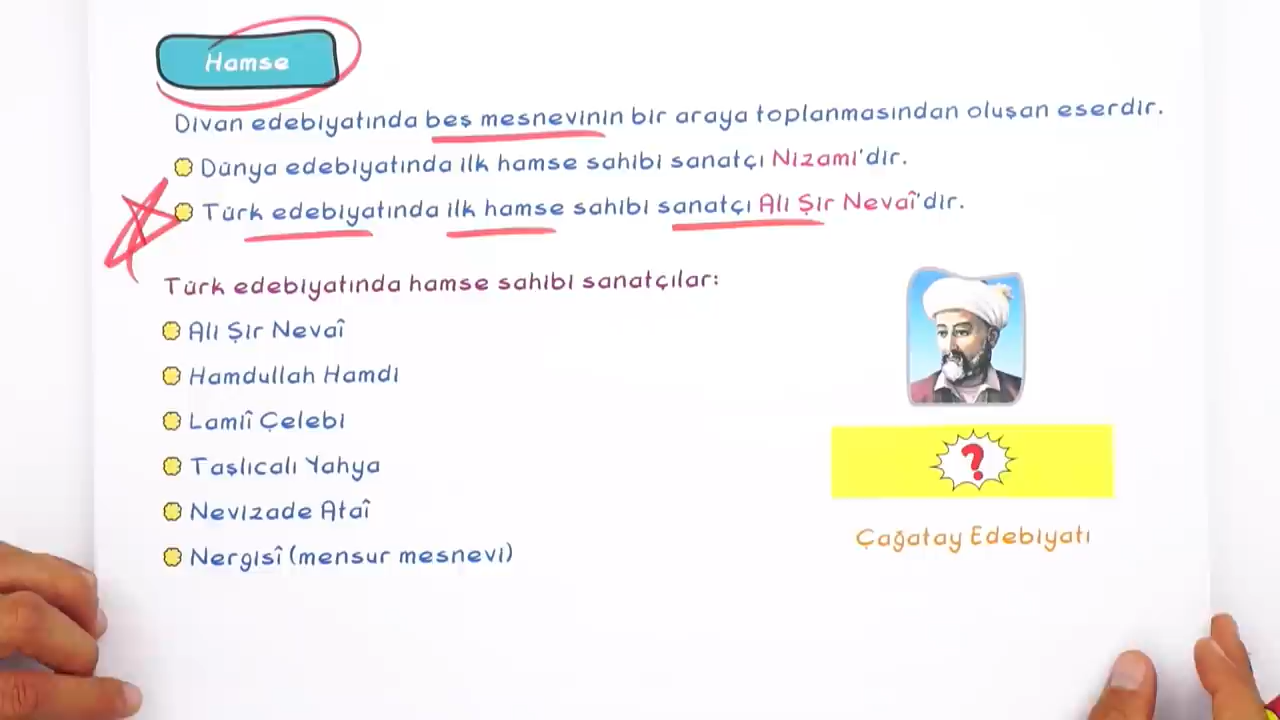 Hamse
Divan edebiyatında beş mesnevinin bir araya toplanmasından oluşan eserdir.
Dünya edebiyatında ilk hamse sahibi sanatçı Nizami'dir.
Türk edebiyatında ilk hamse sahibi sanatçı Ali Şir Nevaî'dir.
Türk edebiyatında hamse sahibi sanatçılar:
Ali Şir Nevaî
Hamdullah Hamdi
Lamiî Çelebi
Taşlıcalı Yahya
Nevizade Ataî
Nergisî (mensur mesnevi)
?
Çağatay Edebiyatı